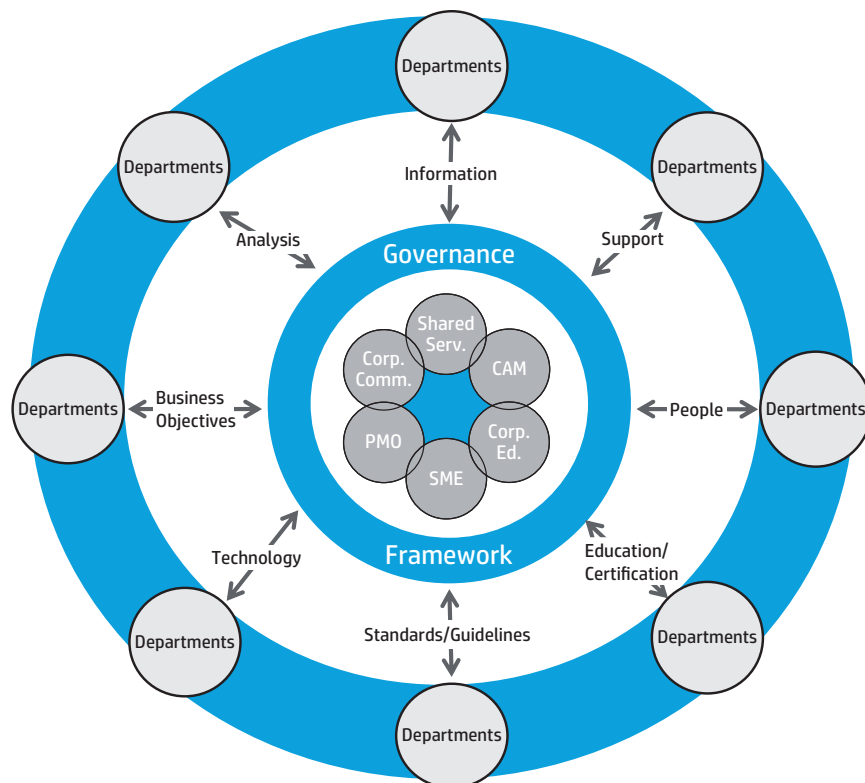 Departments
Departments
Departments
Information
Analysis
Support
Governance
Shared
Serv.
Corp.
Comm.
CAM
Departments
Business
Objectives
People
Departments
PMO
Corp.
Ed.
SME
Technology
Framework
Education/
Certification
Standards/Guidelines
Departments
Departments
Departments